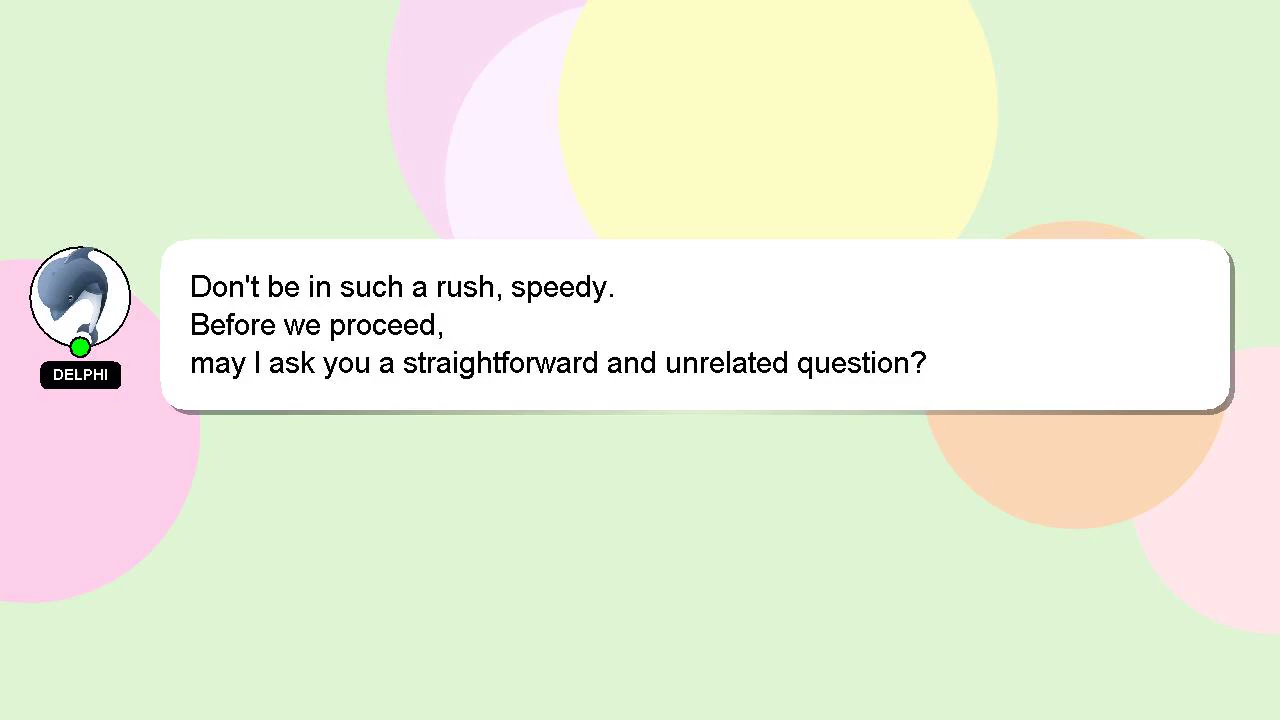 Don't be in such a rush, speedy.
Before we proceed,
may I ask you a straightforward and unrelated question?
DELPHI